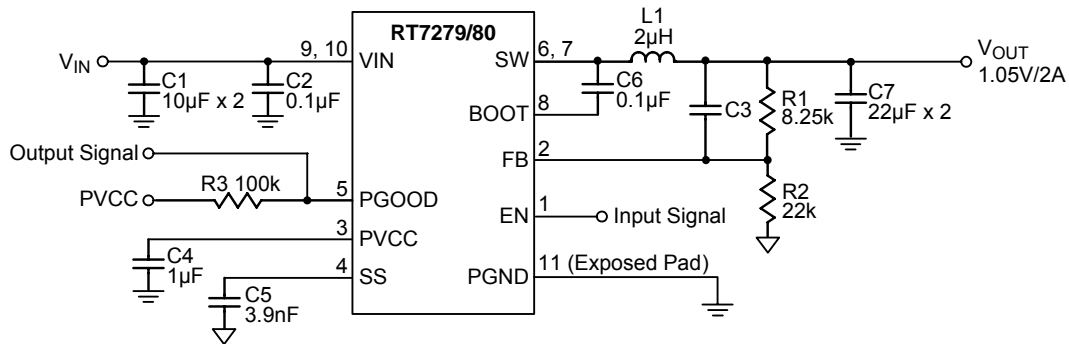 RT7279/80
V_IN
9, 10
VIN
C1
10µF x 2
C2
0.1µF
SW
6, 7
L1
2µH
V_OUT
1.05V/2A
C6
0.1µF
BOOT
8
C3
R1
8.25k
C7
22µF x 2
Output Signal
FB
2
PVCC
R3 100k
5
PGOOD
R2
22k
EN
1
Input Signal
3
PVCC
C4
1µF
4
SS
C5
3.9nF
PGND
11 (Exposed Pad)